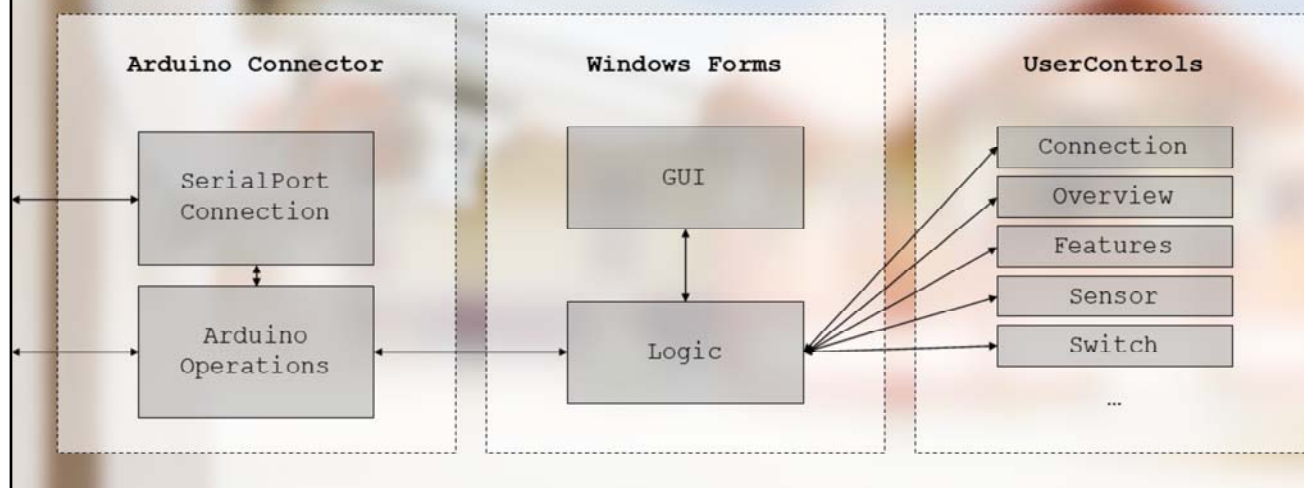 Arduino Connector
SerialPort
Connection
Arduino
Operations
Windows Forms
GUI
Logic
UserControls
Connection
Overview
Features
Sensor
Switch
…